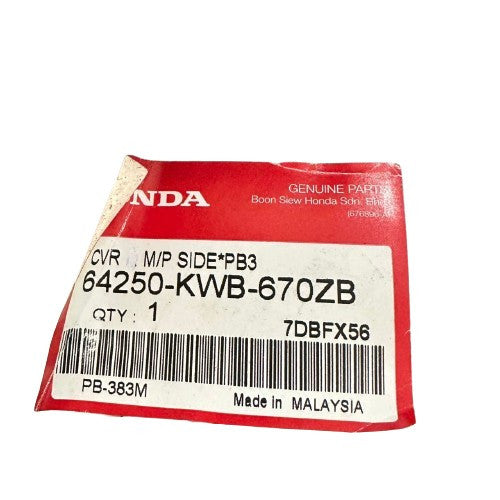 NDA
GENUINE PARTS
Boon Siew Honda Sdn.
CVR M/P SIDE*PB3
64250-KWB-670ZB
QTY : 1
7DBFX56
PB-383M
Made in MALAYSIA